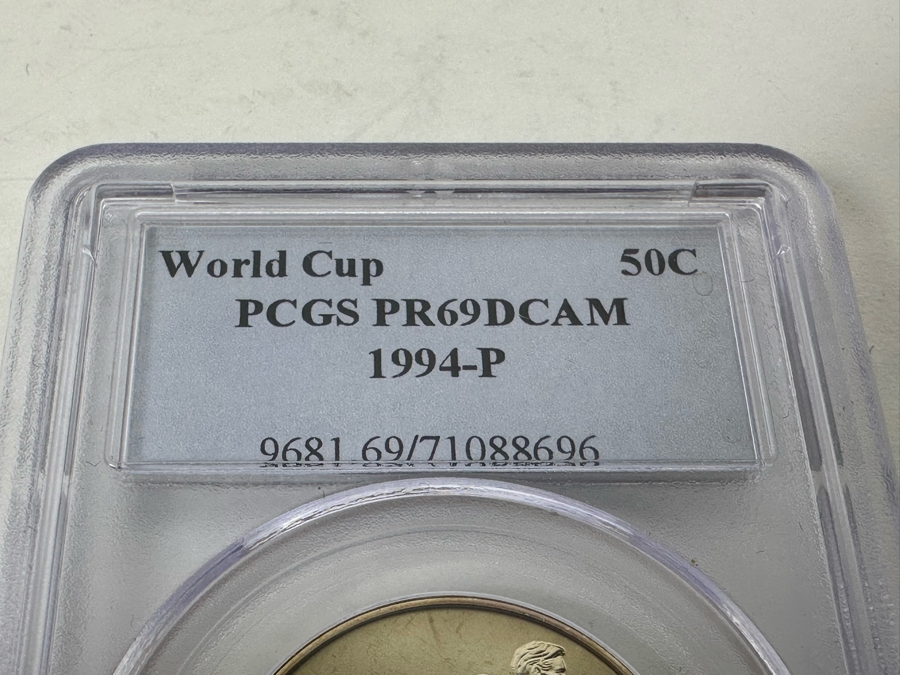 World Cup 50C
PCGS PR69DCAM
1994-P
9681.69/71088696